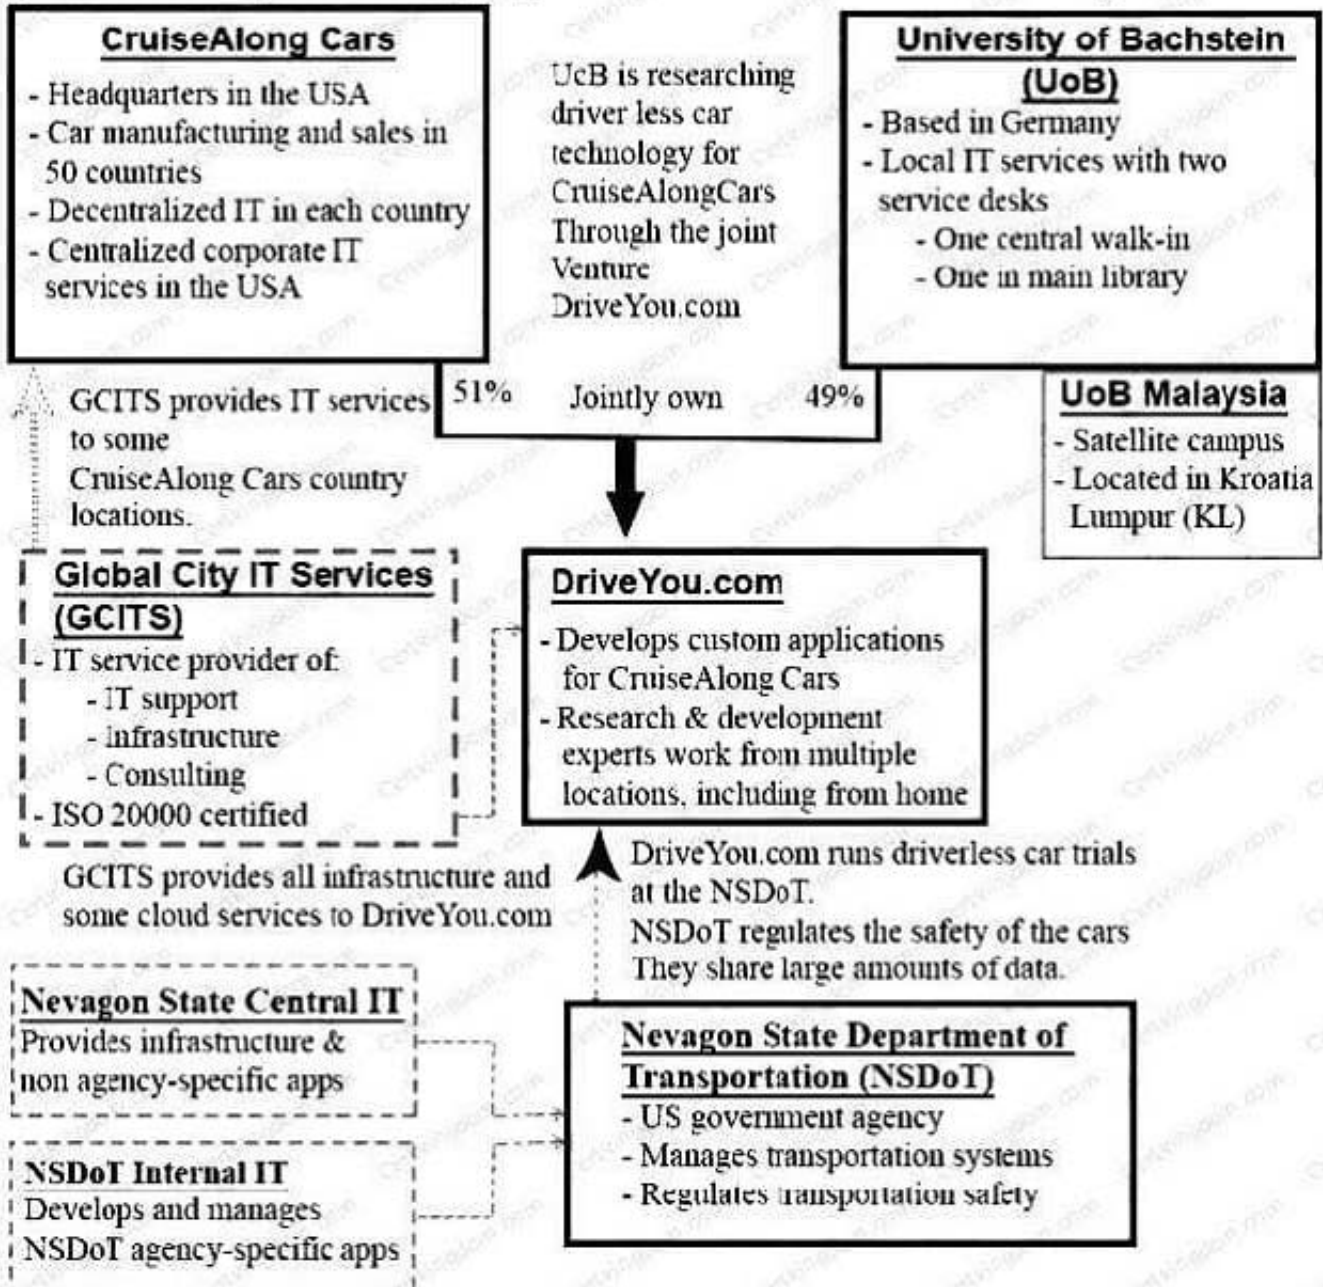 CruiseAlong Cars
- Headquarters in the USA
- Car manufacturing and sales in
50 countries
- Decentralized IT in each country
- Centralized corporate IT
services in the USA
UcB is researching
driver less car
technology for
CruiseAlongCars
Through the joint
Venture
DriveYou.com
University of Bachstein
(UoB)
- Based in Germany
- Local IT services with two
service desks
- One central walk-in
- One in main library
51% Jointly own 49%
UoB Malaysia
- Satellite campus
- Located in Kroatia
Lumpur (KL)
GCITS provides IT services
to some
CruiseAlong Cars country
locations.
Global City IT Services
(GCITS)
- IT service provider of:
- IT support
- Infrastructure
- Consulting
- ISO 20000 certified
DriveYou.com
- Develops custom applications
for CruiseAlong Cars
- Research & development
experts work from multiple
locations, including from home
GCITS provides all infrastructure and
some cloud services to DriveYou.com
DriveYou.com runs driverless car trials
at the NSDoT.
NSDoT regulates the safety of the cars
They share large amounts of data.
Nevagon State Central IT
Provides infrastructure &
non agency-specific apps
NSDoT Internal IT
Develops and manages
NSDoT agency-specific apps
Nevagon State Department of
Transportation (NSDoT)
- US government agency
- Manages transportation systems
- Regulates transportation safety